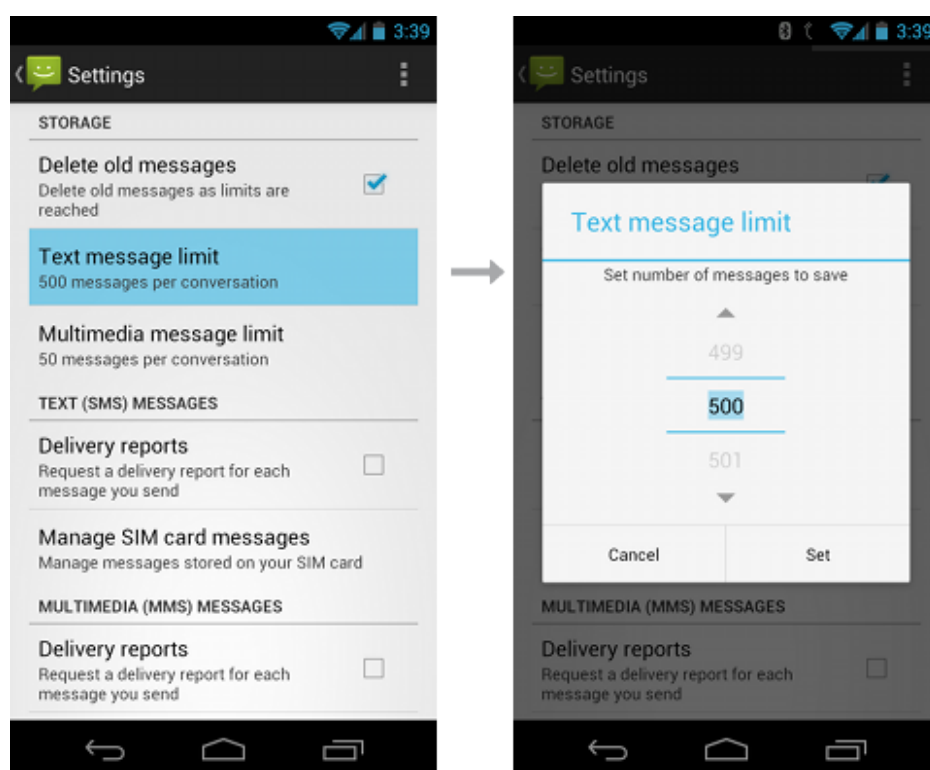 3:39
Settings
STORAGE
Delete old messages
Delete old messages as limits are
reached
Text message limit
500 messages per conversation
Multimedia message limit
50 messages per conversation
TEXT (SMS) MESSAGES
Delivery reports
Request a delivery report for each
message you send
Manage SIM card messages
Manage messages stored on your SIM card
MULTIMEDIA (MMS) MESSAGES
Delivery reports
Request a delivery report for each
message you send
3:39
Settings
STORAGE
Delete old messages
Text message limit
Set number of messages to save
499
500
501
Cancel
Set
MULTIMEDIA (MMS) MESSAGES
Delivery reports
Request a delivery report for each
message you send